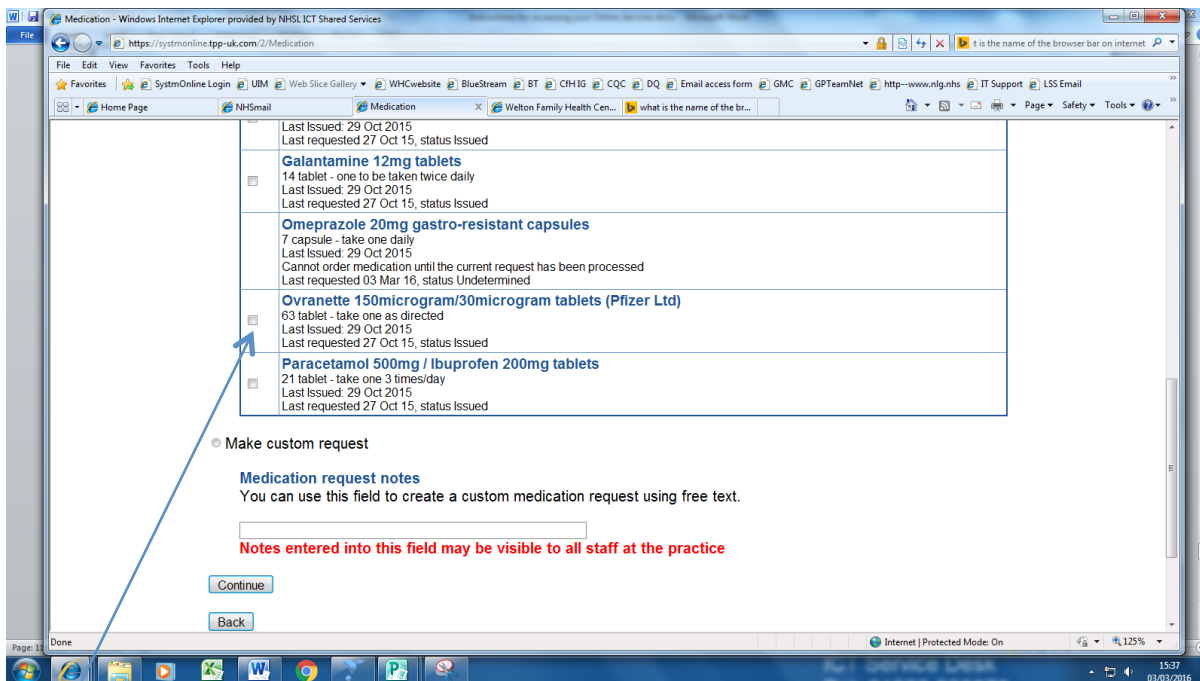 Medication - Windows Internet Explorer provided by NHSL ICT Shared Services
File
https://systmonline.tpp-uk.com/2/Medication
t is the name of the browser bar on internet
File Edit View Favorites Tools Help
Favorites SystmOnline Login UIM Web Slice Gallery WHCwebsite BlueStream BT CfH IG CQC DQ Email access form GMC GPTeamNet http--www.nlg.nhs IT Support LSS Email
Home Page NHSmail Medication X Welton Family Health Cen... what is the name of the br... Page Safety Tools
Last Issued: 29 Oct 2015
Last requested 27 Oct 15, status Issued
Galantamine 12mg tablets
14 tablet - one to be taken twice daily
Last Issued: 29 Oct 2015
Last requested 27 Oct 15, status Issued
Omeprazole 20mg gastro-resistant capsules
7 capsule - take one daily
Last Issued: 29 Oct 2015
Cannot order medication until the current request has been processed
Last requested 03 Mar 16, status Undetermined
Ovranette 150microgram/30microgram tablets (Pfizer Ltd)
63 tablet - take one as directed
Last Issued: 29 Oct 2015
Last requested 27 Oct 15, status Issued
Paracetamol 500mg / Ibuprofen 200mg tablets
21 tablet - take one 3 times/day
Last Issued: 29 Oct 2015
Last requested 27 Oct 15, status Issued
Make custom request
Medication request notes
You can use this field to create a custom medication request using free text.
Notes entered into this field may be visible to all staff at the practice
Continue
Back
Page: 11
Done Internet | Protected Mode: On 125%
ICT Service Desk
15:37
03/03/2016